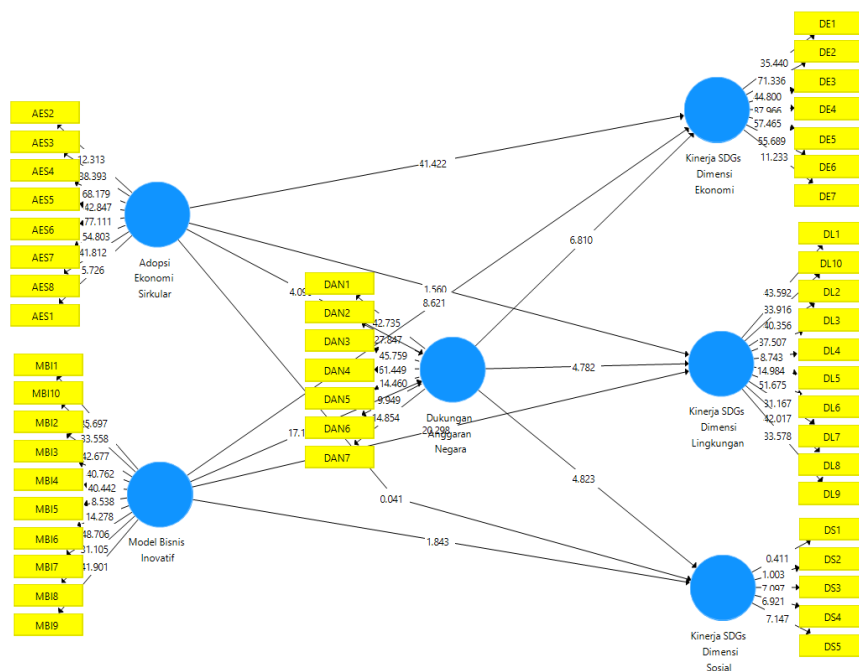 AES2
AES3
AES4
AES5
AES6
AES7
AES8
AES1
38.393
68.179
42.847
77.111
54.803
41.812
5.726
Adopsi
Ekonomi
Sirkular
MBI1
MBI10
MBI2
MBI3
MBI4
MBI5
MBI6
MBI7
MBI8
MBI9
33.558
42.677
40.762
40.442
8.538
14.278
48.706
31.105
41.901
Model Bisnis
Inovatif
41.422
8.621
6.810
1.560
4.782
20.298
0.041
4.823
1.843
DAN1
DAN2
DAN3
DAN4
DAN5
DAN6
DAN7
42.735
27.847
45.759
14.460
9.949
14.854
Dukungan
Anggaran
Negara
35.440
71.336
44.800
57.465
55.689
11.233
DE1
DE2
DE3
DE4
DE5
DE6
DE7
Kinerja SDGs
Dimensi
Ekonomi
43.592
33.916
40.356
37.507
8.743
14.984
51.675
31.167
42.017
33.578
DL1
DL10
DL2
DL3
DL4
DL5
DL6
DL7
DL8
DL9
Kinerja SDGs
Dimensi
Lingkungan
0.411
1.003
7.097
6.921
7.147
DS1
DS2
DS3
DS4
DS5
Kinerja SDGs
Dimensi
Sosial